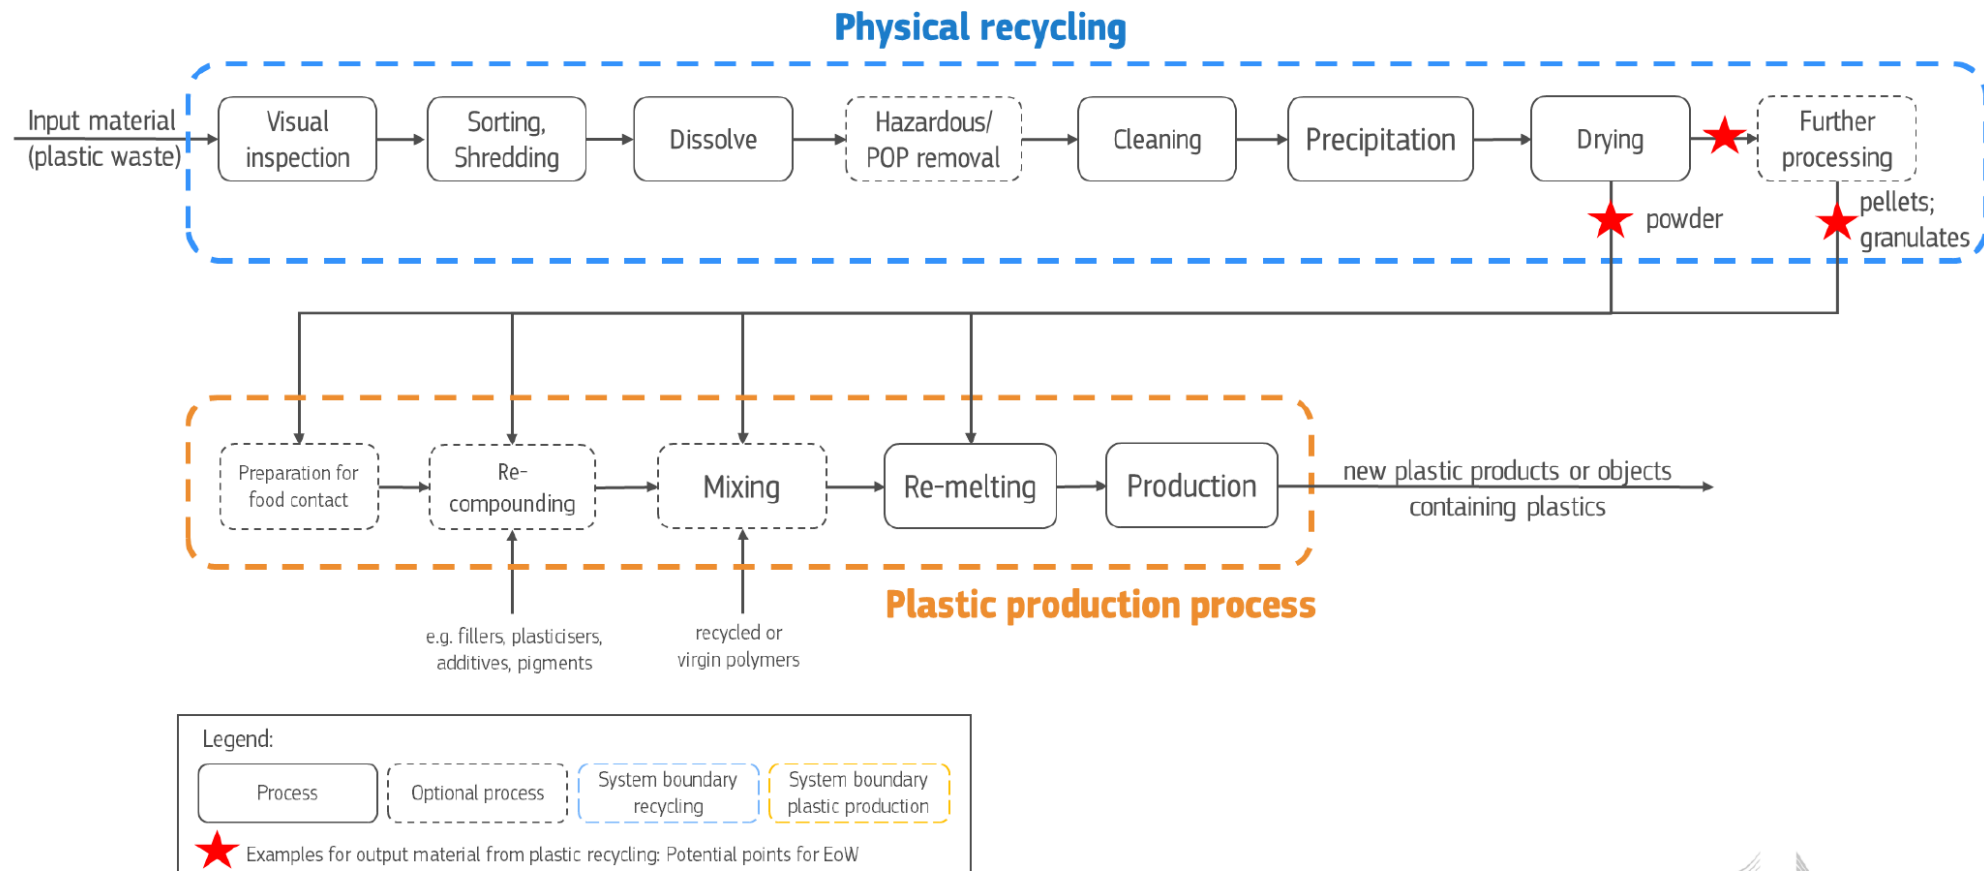 Physical recycling
Input material
(plastic waste)
Visual
inspection
Sorting,
Shredding
Dissolve
Hazardous/
POP removal
Cleaning
Precipitation
Drying
Further
processing
powder
pellets;
granulates
Preparation for
food contact
Re-
compounding
Mixing
Re-melting
Production
new plastic products or objects
containing plastics
Plastic production process
e.g. fillers, plasticisers,
additives, pigments
recycled or
virgin polymers
Legend:
Process
Optional process
System boundary
recycling
System boundary
plastic production
Examples for output material from plastic recycling: Potential points for EoW